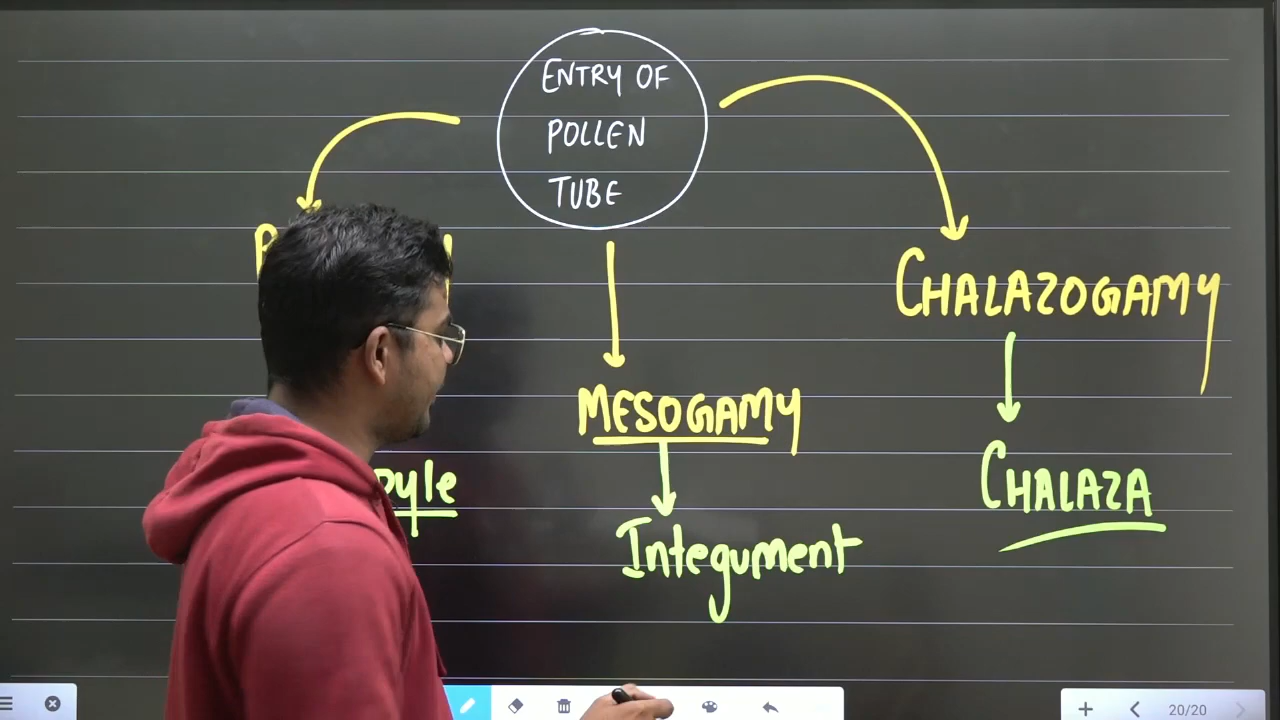 ENTRY OF
POLLEN
TUBE
CHALAZOGAMY
MESOGAMY
CHALAZA
Integument
20/20